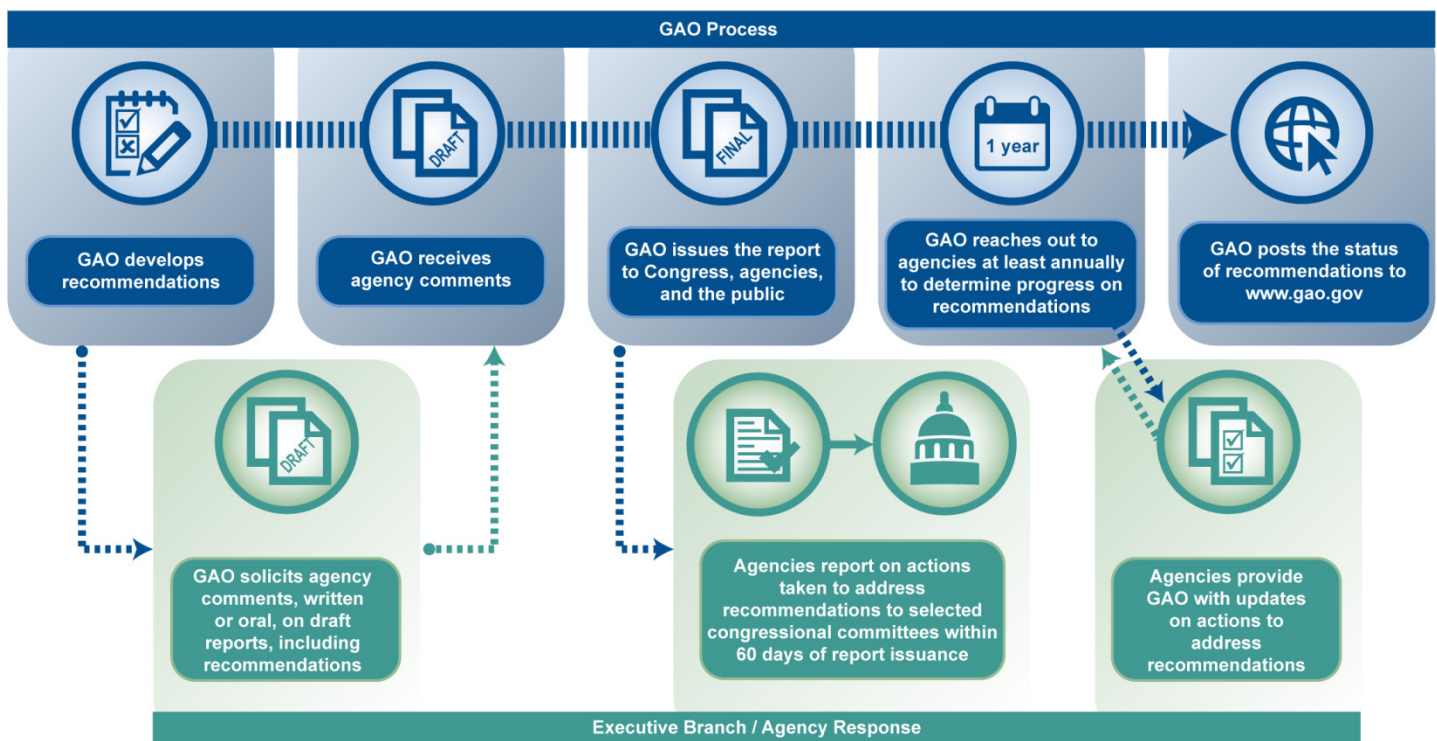 GAO Process
DRAFT
FINAL
1 year
GAO develops
recommendations
GAO receives
agency comments
GAO issues the report
to Congress, agencies,
and the public
GAO reaches out to
agencies at least annually
to determine progress on
recommendations
GAO posts the status
of recommendations to
www.gao.gov
DRAFT
GAO solicits agency
comments, written
or oral, on draft
reports, including
recommendations
Agencies report on actions
taken to address
recommendations to selected
congressional committees within
60 days of report issuance
Agencies provide
GAO with updates
on actions to
address
recommendations
Executive Branch / Agency Response